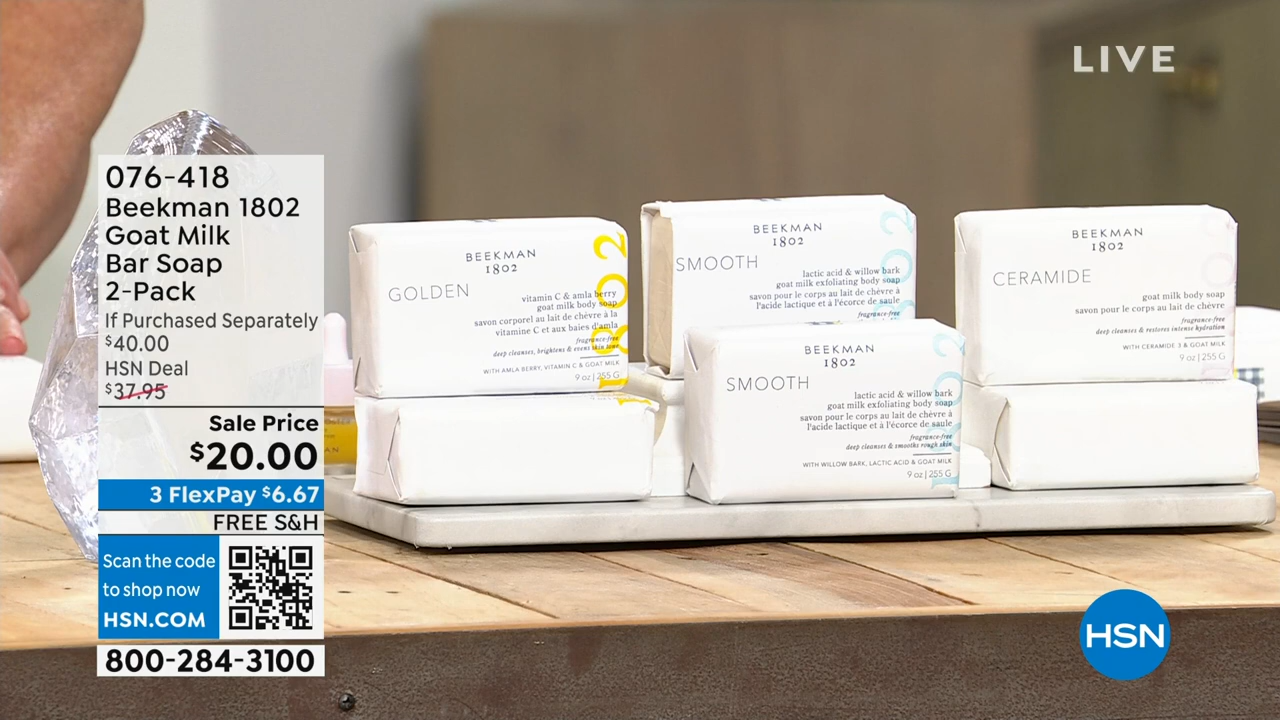 LIVE
076-418
Beekman 1802
Goat Milk
Bar Soap
2-Pack
If Purchased Separately
$40.00
HSN Deal
$37.95
Sale Price
$20.00
3 FlexPay $6.67
FREE S&H
Scan the code
to shop now
HSN.COM
800-284-3100
BEEKMAN
1802
GOLDEN
vitamin C & amla berry
goat milk body soap
savon corporel au lait de chèvre à la
vitamine C et aux baies d'amla
fragrance-free
deep cleanses, brightens & evens skin tone
WITH AMLA BERRY, VITAMIN C & GOAT MILK
9 oz | 255 G
1802
BEEKMAN
1802
SMOOTH
lactic acid & willow bark
goat milk exfoliating body soap
savon pour le corps au lait de chèvre à
l'acide lactique et à l'écorce de saule
fragrance-free
BEEKMAN
1802
SMOOTH
lactic acid & willow bark
goat milk exfoliating body soap
savon pour le corps au lait de chèvre à
l'acide lactique et à l'écorce de saule
fragrance-free
deep cleanses & smooths rough skin
WITH WILLOW BARK, LACTIC ACID & GOAT MILK
9 oz | 255 G
1802
BEEKMAN
1802
CERAMIDE
goat milk body soap
savon pour le corps au lait de chèvre
fragrance-free
deep cleanses & restores intense hydration
WITH CERAMIDE 3 & GOAT MILK
9 oz | 255 G
HSN